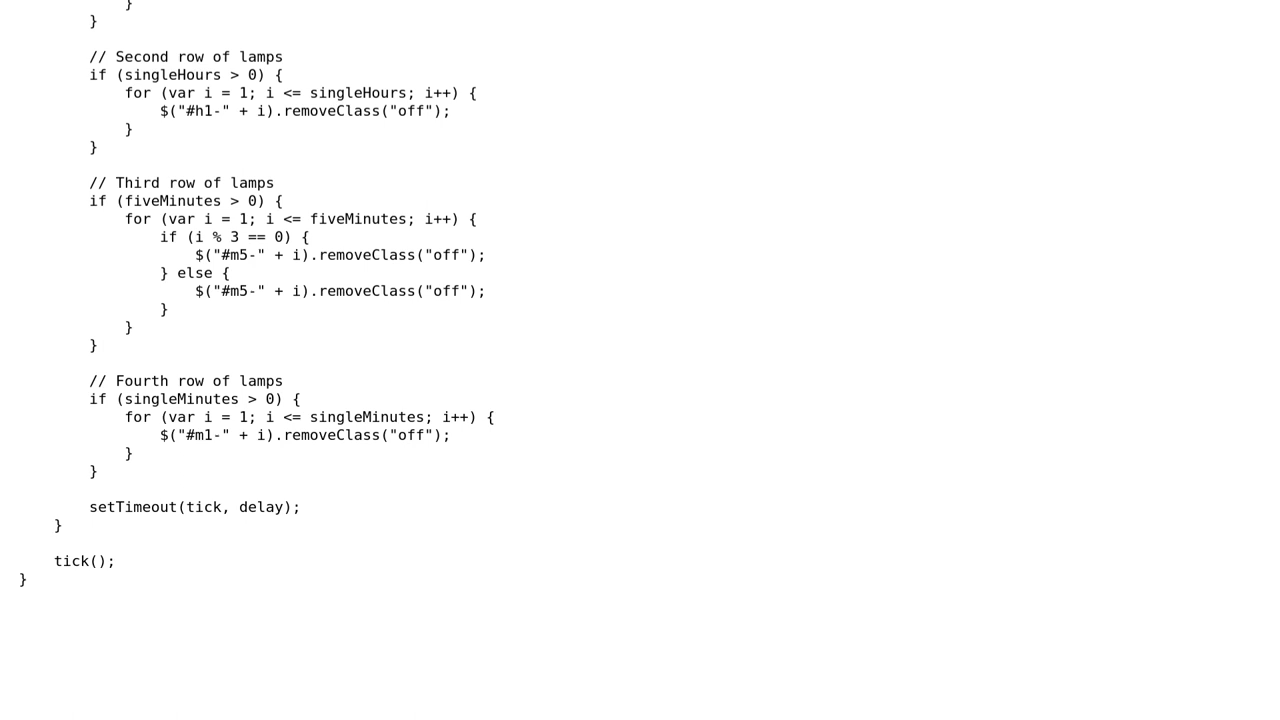 }
        }

        // Second row of lamps
        if (singleHours > 0) {
            for (var i = 1; i <= singleHours; i++) {
                $("#h1-" + i).removeClass("off");
            }
        }

        // Third row of lamps
        if (fiveMinutes > 0) {
            for (var i = 1; i <= fiveMinutes; i++) {
                if (i % 3 == 0) {
                    $("#m5-" + i).removeClass("off");
                } else {
                    $("#m5-" + i).removeClass("off");
                }
            }
        }

        // Fourth row of lamps
        if (singleMinutes > 0) {
            for (var i = 1; i <= singleMinutes; i++) {
                $("#m1-" + i).removeClass("off");
            }
        }

        setTimeout(tick, delay);
    }

    tick();
}